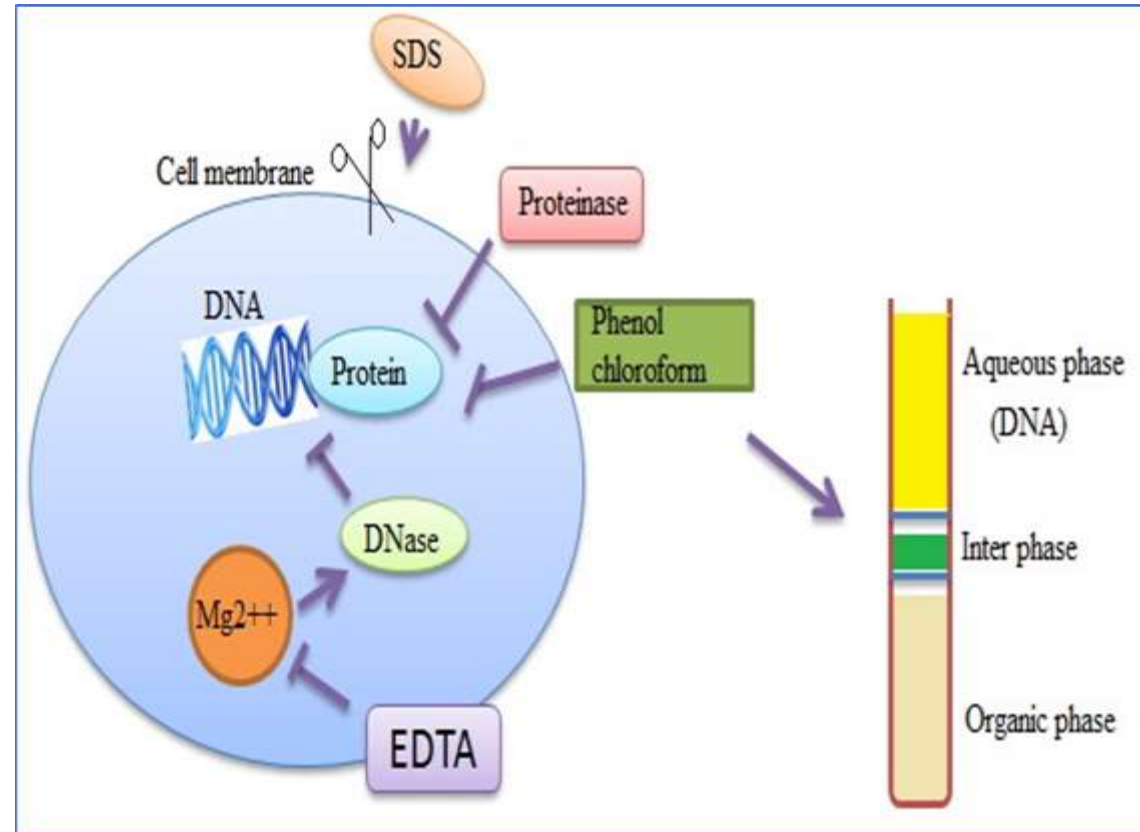 SDS
Cell membrane
Proteinase
DNA
Protein
Phenol
chloroform
DNase
Mg2++
EDTA
Aqueous phase
(DNA)
Inter phase
Organic phase